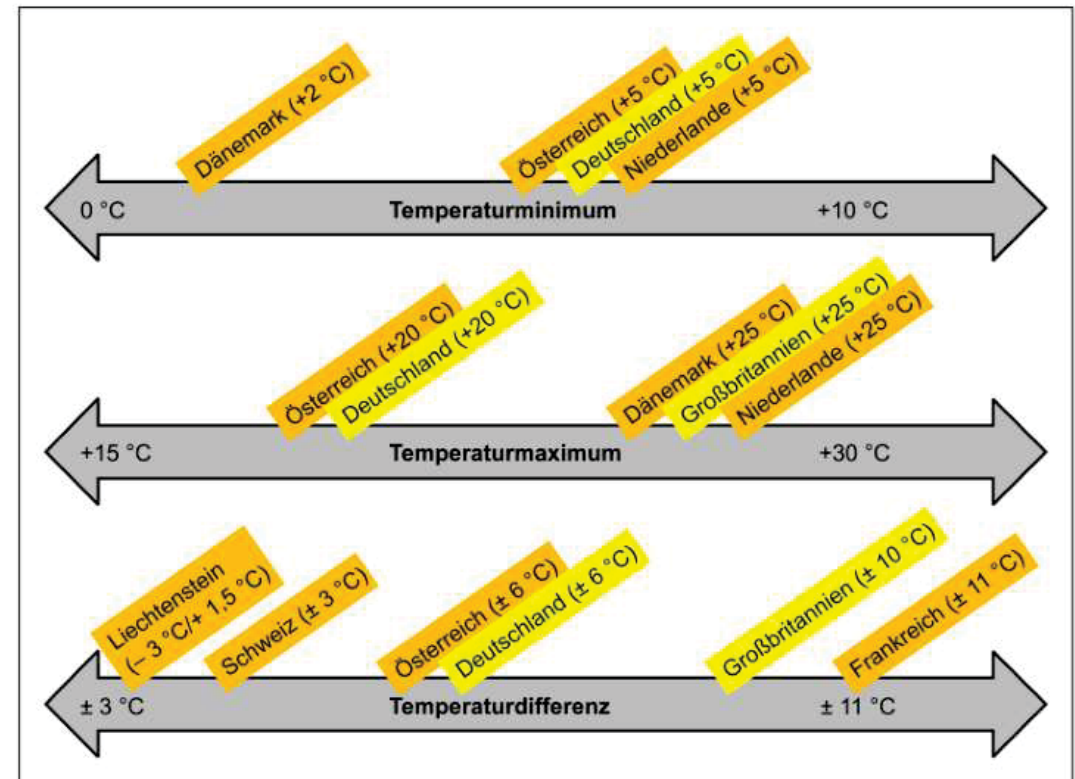 Dänemark (+2 °C)
Österreich (+5 °C)
Deutschland (+5 °C)
Niederlande (+5 °C)
0 °C
Temperaturminimum
+10 °C
Österreich (+20 °C)
Deutschland (+20 °C)
Dänemark (+25 °C)
Großbritannien (+25 °C)
Niederlande (+25 °C)
+15 °C
Temperaturmaximum
+30 °C
Liechtenstein
(– 3 °C/+ 1,5 °C)
Schweiz (± 3 °C)
Österreich (± 6 °C)
Deutschland (± 6 °C)
Großbritannien (± 10 °C)
Frankreich (± 11 °C)
± 3 °C
Temperaturdifferenz
± 11 °C